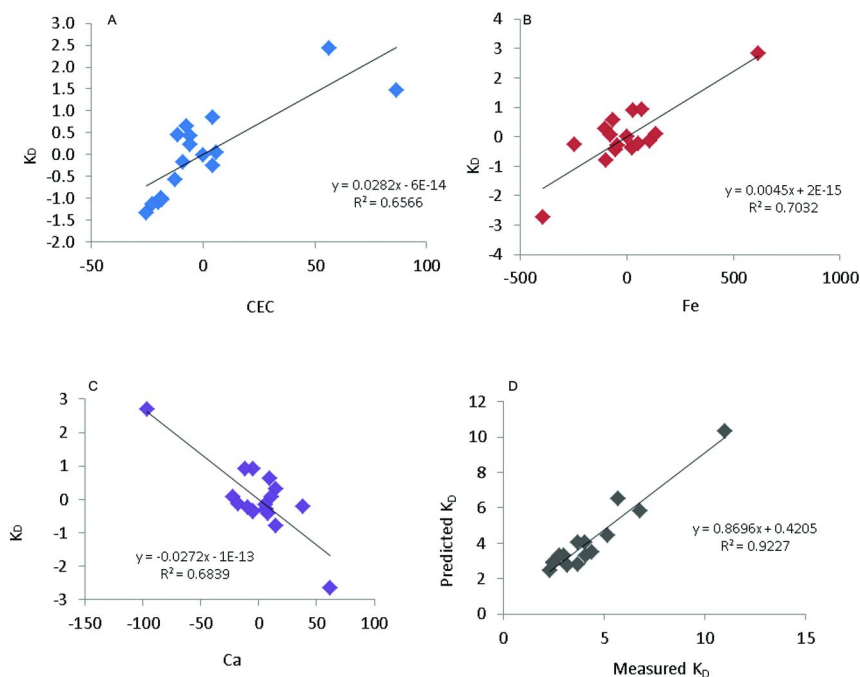 A
3.0
2.5
2.0
1.5
1.0
0.5
0.0
-0.5
-1.0
-1.5
-2.0
-50
0
50
100
K_D
CEC
y = 0.0282x - 6E-14
R² = 0.6566
B
4
3
2
1
0
-1
-2
-3
-4
-500
0
500
1000
K_D
Fe
y = 0.0045x + 2E-15
R² = 0.7032
C
3
2
1
0
-1
-2
-3
-150
-100
-50
0
50
100
K_D
Ca
y = -0.0272x - 1E-13
R² = 0.6839
D
12
10
8
6
4
2
0
0
5
10
15
Predicted K_D
Measured K_D
y = 0.8696x + 0.4205
R² = 0.9227